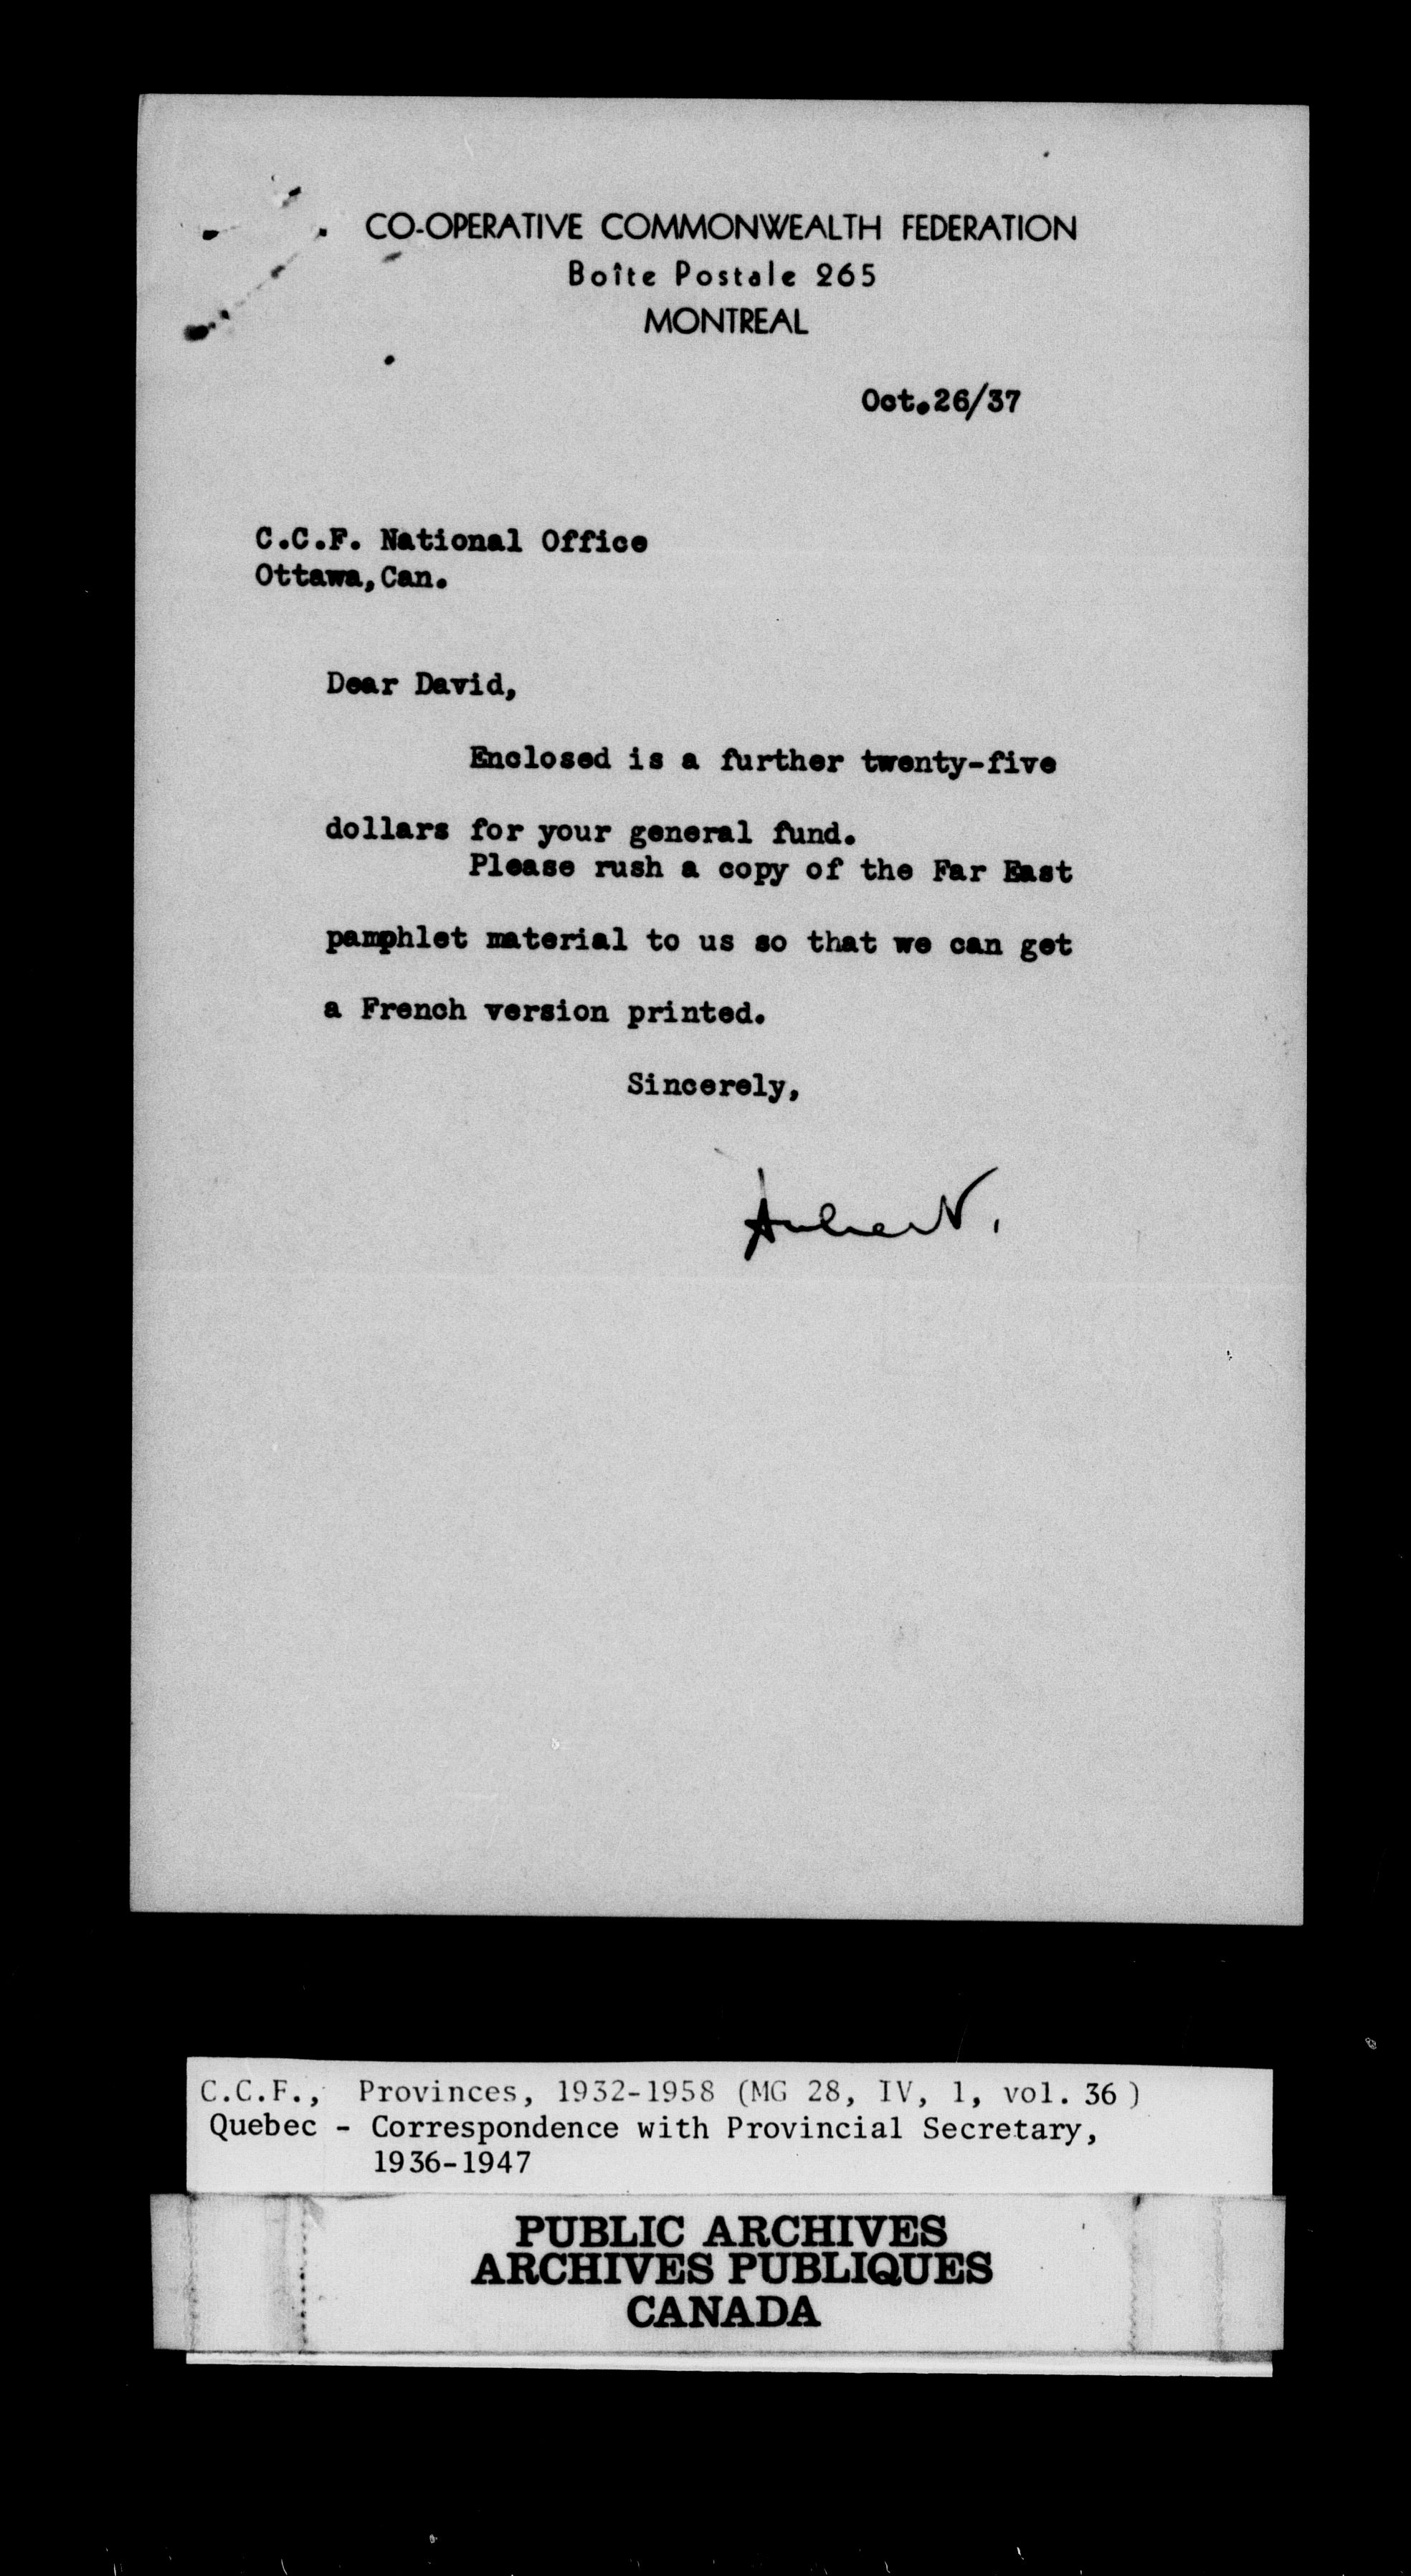 CO-OPERATIVE COMMONWEALTH FEDERATION
Boîte Postale 265
MONTREAL
Oct.26/37
C.C.F. National Office
Ottawa,Can.
Dear David,
Enclosed is a further twenty-five
dollars for your general fund.
Please rush a copy of the Far East
pamphlet material to us so that we can get
a French version printed.
Sincerely,
C.C.F., Provinces, 1932-1958 (MG 28, IV, 1, vol. 36 )
Quebec - Correspondence with Provincial Secretary,
1936-1947
PUBLIC ARCHIVES
ARCHIVES PUBLIQUES
CANADA